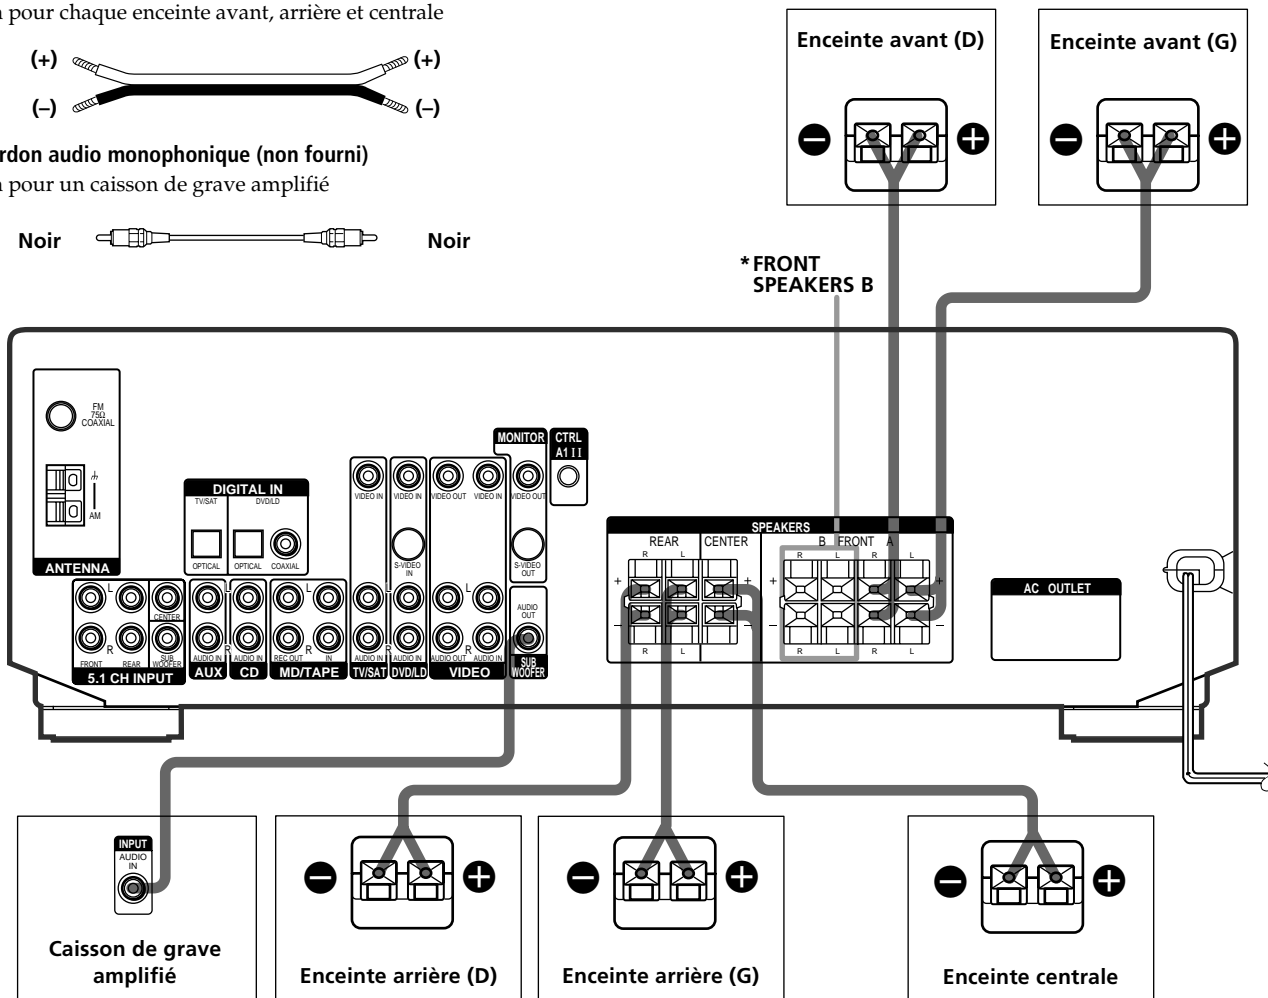 pour chaque enceinte avant, arrière et centrale
(+)
(+)
(–)
(–)
rdon audio monophonique (non fourni)
pour un caisson de grave amplifié
Noir
Noir
Enceinte avant (D)
Enceinte avant (G)
*FRONT
SPEAKERS B
FM
75Ω
COAXIAL
AM
ANTENNA
DIGITAL IN
TV/SAT
DVD/LD
OPTICAL
OPTICAL
COAXIAL
MONITOR
CTRL
A1 II
VIDEO IN
VIDEO IN
VIDEO OUT
VIDEO IN
VIDEO OUT
S-VIDEO
IN
S-VIDEO
OUT
AUDIO
OUT
L
L
L
L
L
CENTER
R
R
R
R
R
FRONT
REAR
SUB
WOOFER
AUDIO IN
AUDIO IN
REC OUT
IN
AUDIO IN
AUDIO IN
AUDIO OUT
AUDIO IN
5.1 CH INPUT
AUX
CD
MD/TAPE
TV/SAT
DVD/LD
VIDEO
SUB
WOOFER
SPEAKERS
REAR
CENTER
B FRONT A
R L
R L R L
+ + + +
– – – –
R L
R L R L
AC OUTLET
INPUT
AUDIO
IN
Caisson de grave
amplifié
Enceinte arrière (D)
Enceinte arrière (G)
Enceinte centrale